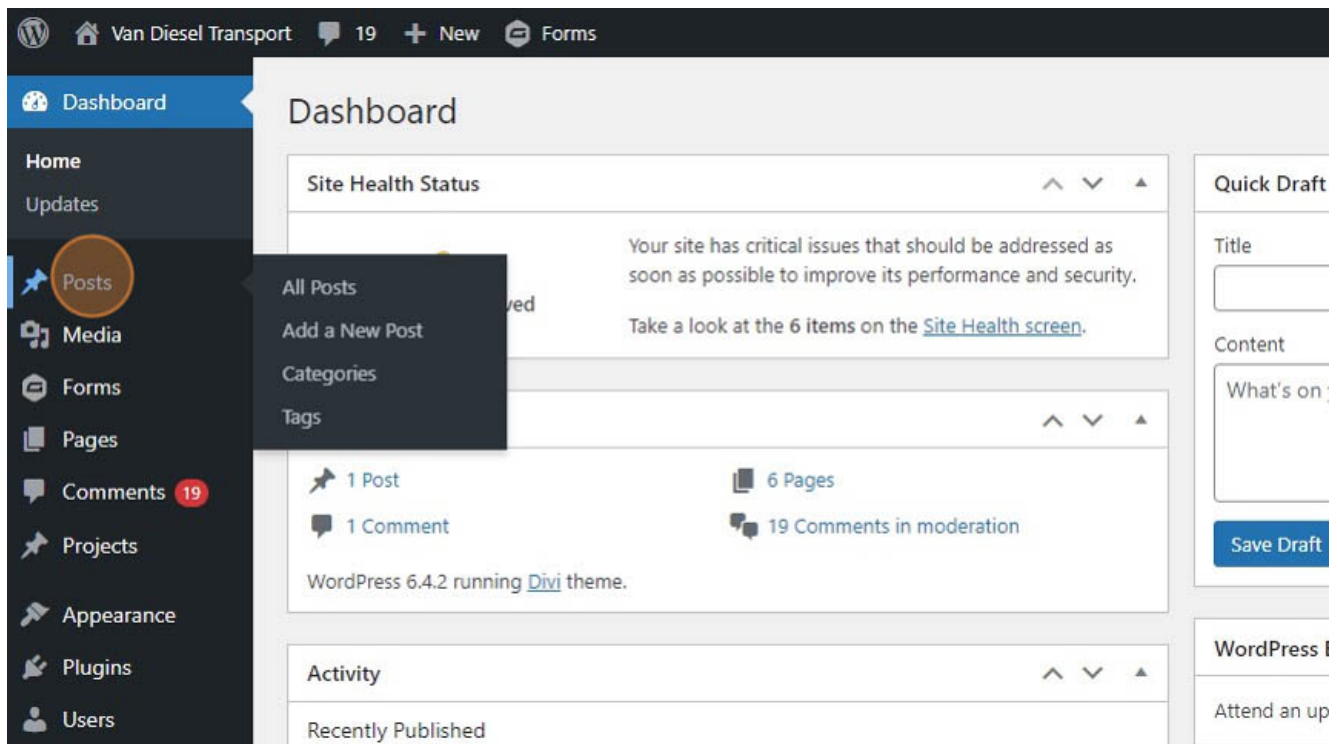 Van Diesel Transport 19 New Forms
Dashboard
Home
Updates
Posts
Media
Forms
Pages
Comments 19
Projects
Appearance
Plugins
Users
All Posts
Add a New Post
Categories
Tags
Dashboard
Site Health Status
Your site has critical issues that should be addressed as
soon as possible to improve its performance and security.
Take a look at the 6 items on the Site Health screen.
1 Post
6 Pages
1 Comment
19 Comments in moderation
WordPress 6.4.2 running Divi theme.
Activity
Recently Published
Quick Draft
Title
Content
What's on
Save Draft
WordPress
Attend an up